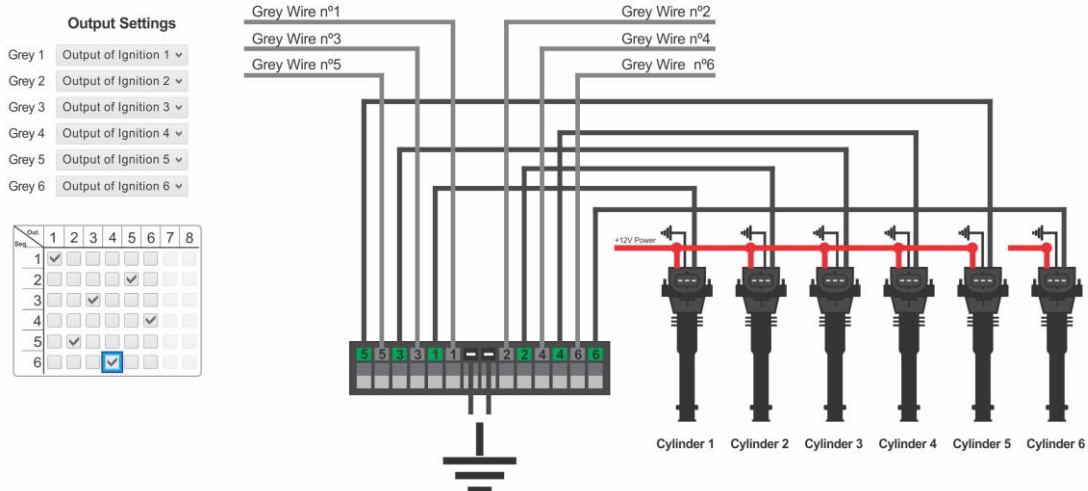 Output Settings
Grey 1 Output of Ignition 1
Grey 2 Output of Ignition 2
Grey 3 Output of Ignition 3
Grey 4 Output of Ignition 4
Grey 5 Output of Ignition 5
Grey 6 Output of Ignition 6
Out.
Seq.
1 2 3 4 5 6 7 8
1
2
3
4
5
6
Grey Wire nº1
Grey Wire nº3
Grey Wire nº5
Grey Wire nº2
Grey Wire nº4
Grey Wire nº6
+12V Power
5 5 3 3 1 1 2 2 4 4 6 6
Cylinder 1 Cylinder 2 Cylinder 3 Cylinder 4 Cylinder 5 Cylinder 6